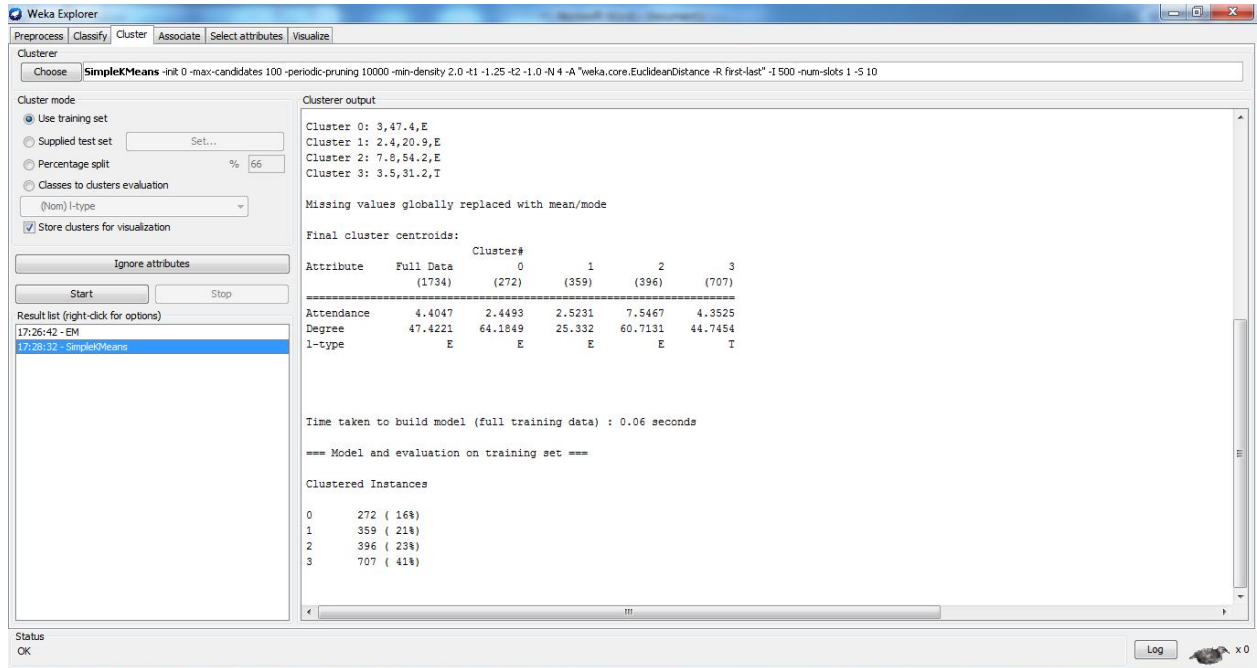 Weka Explorer
Preprocess Classify Cluster Associate Select attributes Visualize
Clusterer
Choose SimpleKMeans -init 0 -max-candidates 100 -periodic-pruning 10000 -min-density 2.0 -t1 -1.25 -t2 -1.0 -N 4 -A "weka.core.EuclideanDistance -R first-last" -I 500 -num-slots 1 -S 10
Cluster mode
Use training set
Supplied test set Set...
Percentage split % 66
Classes to clusters evaluation
(Nom) l-type
Store clusters for visualization
Ignore attributes
Start Stop
Result list (right-click for options)
17:26:42 - EM
17:28:32 - SimpleKMeans
Clusterer output
Cluster 0: 3,47.4,E
Cluster 1: 2.4,20.9,E
Cluster 2: 7.8,54.2,E
Cluster 3: 3.5,31.2,T
Missing values globally replaced with mean/mode
Final cluster centroids:
Cluster#
Attribute Full Data 0 1 2 3
(1734) (272) (359) (396) (707)
==================================================================
Attendance 4.4047 2.4493 2.5231 7.5467 4.3525
Degree 47.4221 64.1849 25.332 60.7131 44.7454
l-type E E E E T
Time taken to build model (full training data) : 0.06 seconds
=== Model and evaluation on training set ===
Clustered Instances
0 272 ( 16%)
1 359 ( 21%)
2 396 ( 23%)
3 707 ( 41%)
Status
OK
Log x 0